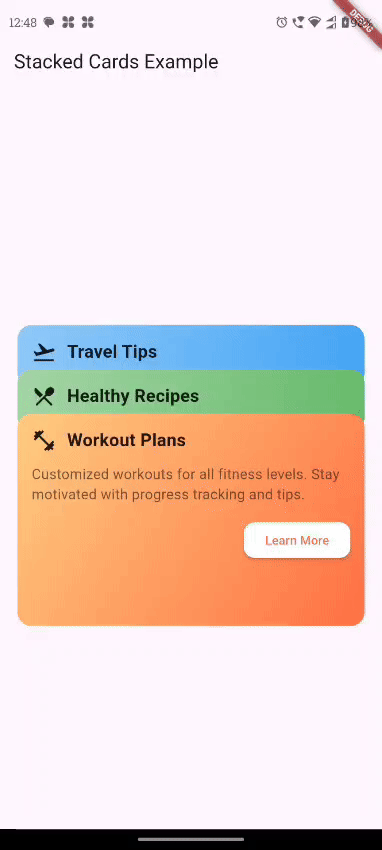 12:48
DEBUG
Stacked Cards Example
Travel Tips
Healthy Recipes
Workout Plans
Customized workouts for all fitness levels. Stay
motivated with progress tracking and tips.
Learn More